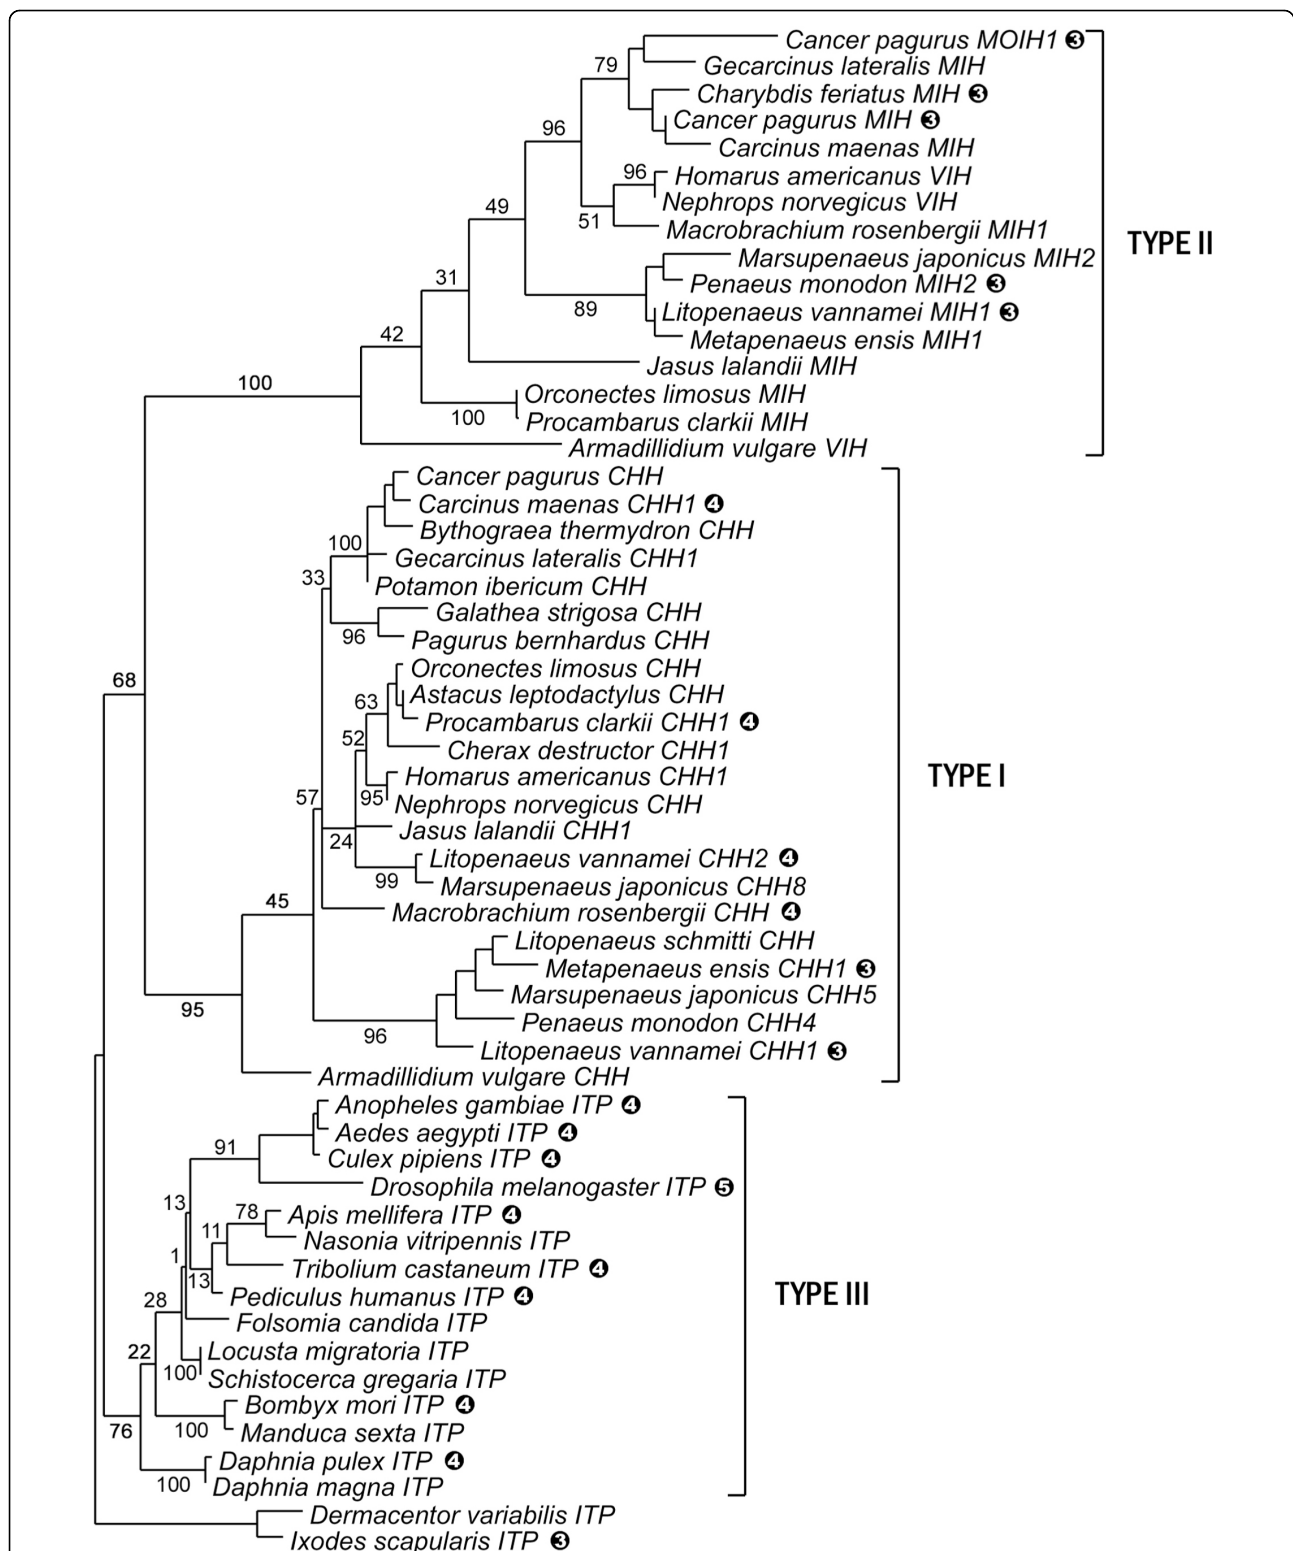 Cancer pagurus MOIH1 ❸
Gecarcinus lateralis MIH
79
Charybdis feriatus MIH ❸
Cancer pagurus MIH ❸
96
Carcinus maenas MIH
96
Homarus americanus VIH
Nephrops norvegicus VIH
49
51
Macrobrachium rosenbergii MIH1
TYPE II
Marsupenaeus japonicus MIH2
31
Penaeus monodon MIH2 ❸
89
Litopenaeus vannamei MIH1 ❸
42
Metapenaeus ensis MIH1
Jasus lalandii MIH
100
Orconectes limosus MIH
100
Procambarus clarkii MIH
Armadillidium vulgare VIH
Cancer pagurus CHH
Carcinus maenas CHH1 ❹
Bythograea thermydron CHH
100
Gecarcinus lateralis CHH1
33
Potamon ibericum CHH
Galathea strigosa CHH
96
Pagurus bernhardus CHH
Orconectes limosus CHH
68
Astacus leptodactylus CHH
63
Procambarus clarkii CHH1 ❹
52
Cherax destructor CHH1
Homarus americanus CHH1
TYPE I
57
95
Nephrops norvegicus CHH
Jasus lalandii CHH1
24
Litopenaeus vannamei CHH2 ❹
99
Marsupenaeus japonicus CHH8
45
Macrobrachium rosenbergii CHH ❹
Litopenaeus schmitti CHH
Metapenaeus ensis CHH1 ❸
Marsupenaeus japonicus CHH5
95
Penaeus monodon CHH4
96
Litopenaeus vannamei CHH1 ❸
Armadillidium vulgare CHH
Anopheles gambiae ITP ❹
Aedes aegypti ITP ❹
91
Culex pipiens ITP ❹
Drosophila melanogaster ITP ❺
13
78
Apis mellifera ITP ❹
11
Nasonia vitripennis ITP
1
Tribolium castaneum ITP ❹
13
Pediculus humanus ITP ❹
TYPE III
28
Folsomia candida ITP
22
Locusta migratoria ITP
100
Schistocerca gregaria ITP
Bombyx mori ITP ❹
76
100
Manduca sexta ITP
Daphnia pulex ITP ❹
100
Daphnia magna ITP
Dermacentor variabilis ITP
Ixodes scapularis ITP ❸